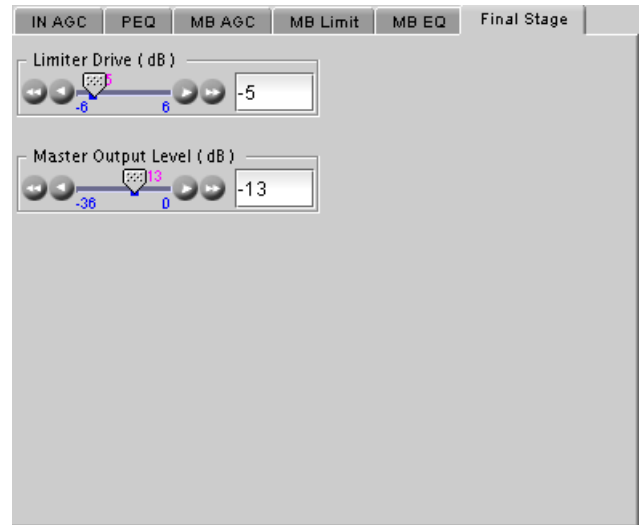 IN AGC PEQ MB AGC MB Limit MB EQ Final Stage
Limiter Drive ( dB )
5
-6 6
-5
Master Output Level ( dB )
13
-36 0
-13